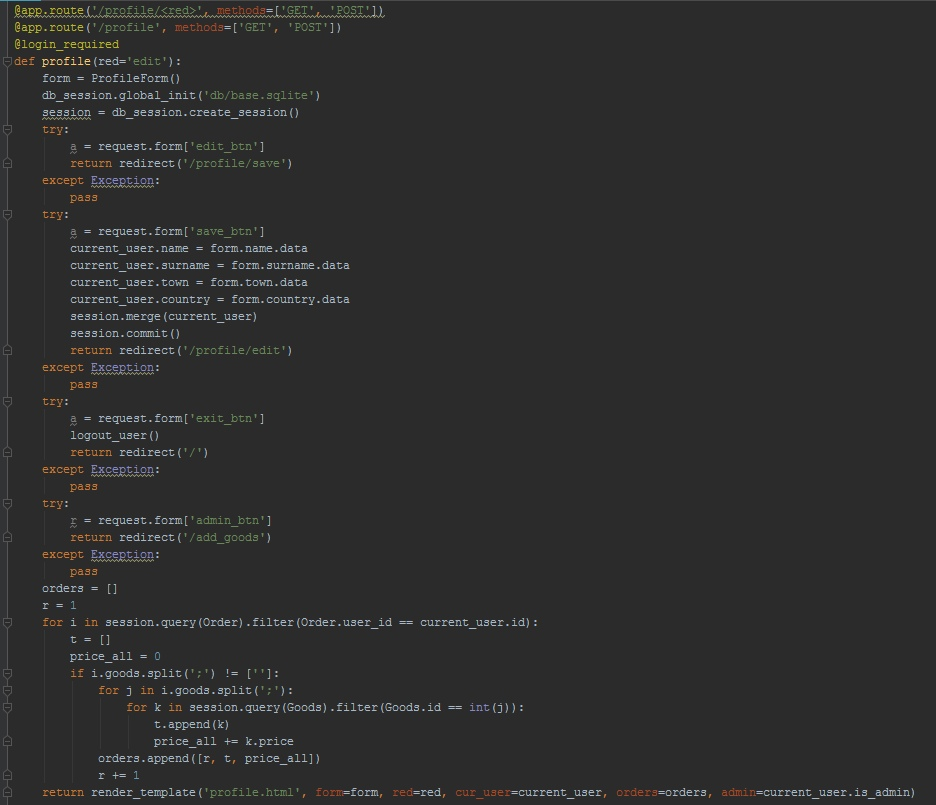 @app.route('/profile/<red>', methods=['GET', 'POST'])
@app.route('/profile', methods=['GET', 'POST'])
@login_required
def profile(red='edit'):
    form = ProfileForm()
    db_session.global_init('db/base.sqlite')
    session = db_session.create_session()
    try:
        a = request.form['edit_btn']
        return redirect('/profile/save')
    except Exception:
        pass
    try:
        a = request.form['save_btn']
        current_user.name = form.name.data
        current_user.surname = form.surname.data
        current_user.town = form.town.data
        current_user.country = form.country.data
        session.merge(current_user)
        session.commit()
        return redirect('/profile/edit')
    except Exception:
        pass
    try:
        a = request.form['exit_btn']
        logout_user()
        return redirect('/')
    except Exception:
        pass
    try:
        r = request.form['admin_btn']
        return redirect('/add_goods')
    except Exception:
        pass
    orders = []
    r = 1
    for i in session.query(Order).filter(Order.user_id == current_user.id):
        t = []
        price_all = 0
        if i.goods.split(';') != ['']:
            for j in i.goods.split(';'):
                for k in session.query(Goods).filter(Goods.id == int(j)):
                    t.append(k)
                    price_all += k.price
            orders.append([r, t, price_all])
            r += 1
    return render_template('profile.html', form=form, red=red, cur_user=current_user, orders=orders, admin=current_user.is_admin)